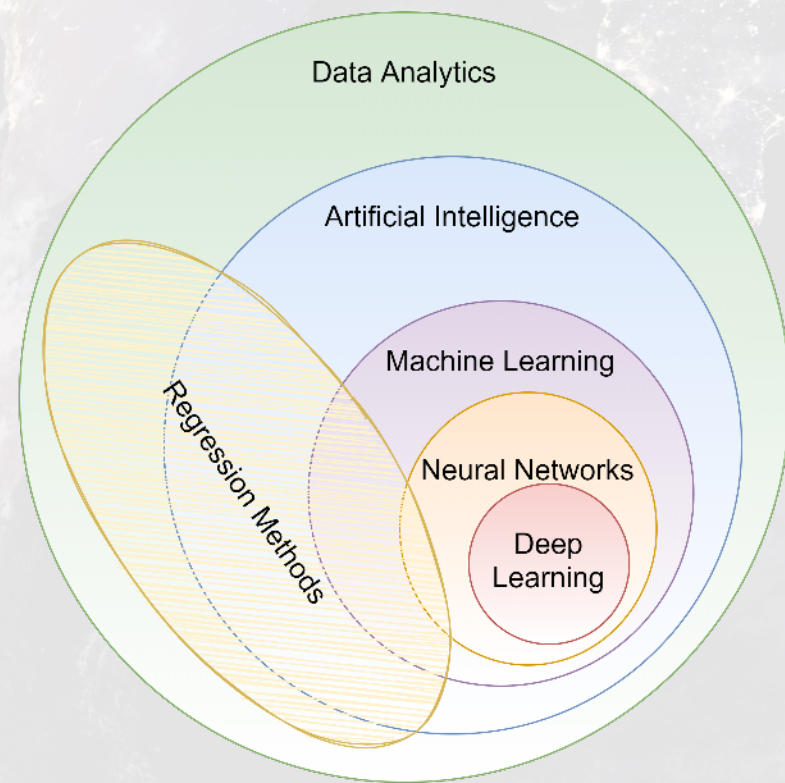 Data Analytics
Artificial Intelligence
Machine Learning
Regression Methods
Neural Networks
Deep
Learning